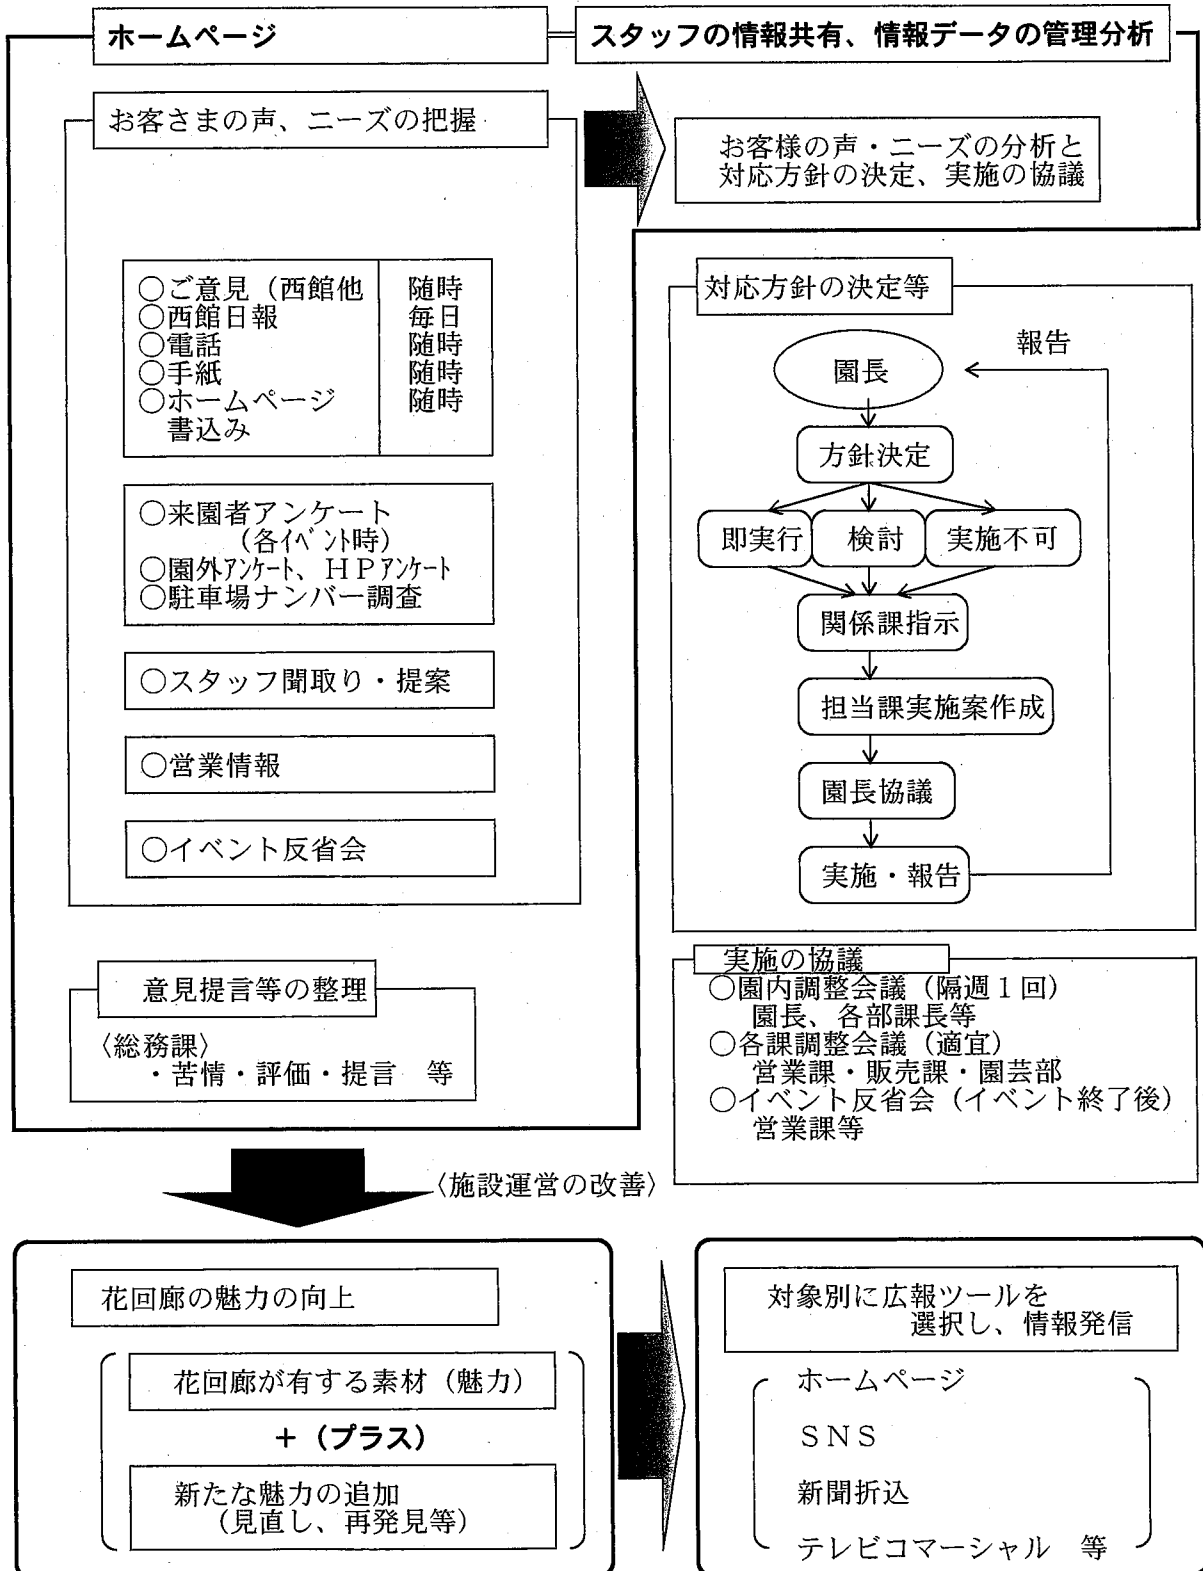 ホームページ
スタッフの情報共有、情報データの管理分析
お客さまの声、ニーズの把握
お客様の声・ニーズの分析と
対応方針の決定、実施の協議
○ご意見（西館他　随時
○西館日報　毎日
○電話　随時
○手紙　随時
○ホームページ　随時
書込み
○来園者アンケート
（各イベント時）
○園外アンケート、ＨＰアンケート
○駐車場ナンバー調査
○スタッフ聞取り・提案
○営業情報
○イベント反省会
意見提言等の整理
〈総務課〉
・苦情・評価・提言　等
対応方針の決定等
報告
園長
方針決定
即実行　検討　実施不可
関係課指示
担当課実施案作成
園長協議
実施・報告
実施の協議
○園内調整会議（隔週１回）
園長、各部課長等
○各課調整会議（適宜）
営業課・販売課・園芸部
○イベント反省会（イベント終了後）
営業課等
〈施設運営の改善〉
花回廊の魅力の向上
花回廊が有する素材（魅力）
＋（プラス）
新たな魅力の追加
（見直し、再発見等）
対象別に広報ツールを
選択し、情報発信
ホームページ
ＳＮＳ
新聞折込
テレビコマーシャル　等